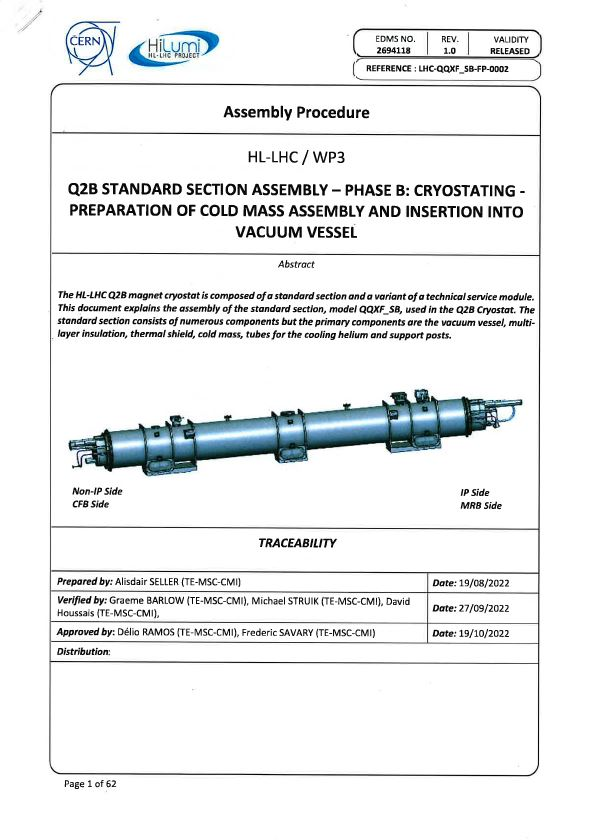 CERN
HiLumi
HL-LHC PROJECT
EDMS NO. REV. VALIDITY
2694118 1.0 RELEASED
REFERENCE : LHC-QQXF_SB-FP-0002
Assembly Procedure
HL-LHC / WP3
Q2B STANDARD SECTION ASSEMBLY – PHASE B: CRYOSTATING -
PREPARATION OF COLD MASS ASSEMBLY AND INSERTION INTO
VACUUM VESSEL
Abstract
The HL-LHC Q2B magnet cryostat is composed of a standard section and a variant of a technical service module.
This document explains the assembly of the standard section, model QQXF_SB, used in the Q2B Cryostat. The
standard section consists of numerous components but the primary components are the vacuum vessel, multi-
layer insulation, thermal shield, cold mass, tubes for the cooling helium and support posts.
Non-IP Side IP Side
CFB Side MRB Side
TRACEABILITY
Prepared by: Alisdair SELLER (TE-MSC-CMI) Date: 19/08/2022
Verified by: Graeme BARLOW (TE-MSC-CMI), Michael STRUIK (TE-MSC-CMI), David
Houssais (TE-MSC-CMI), Date: 27/09/2022
Approved by: Délio RAMOS (TE-MSC-CMI), Frederic SAVARY (TE-MSC-CMI) Date: 19/10/2022
Distribution:
Page 1 of 62